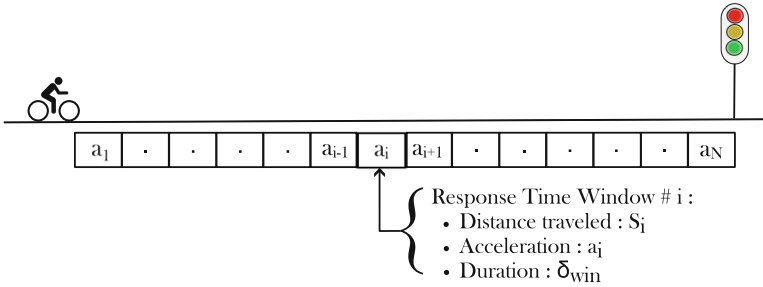 a1 . . . . ai-1 ai ai+1 . . . . . aN
Response Time Window # i :
• Distance traveled : Si
• Acceleration : ai
• Duration : δwin